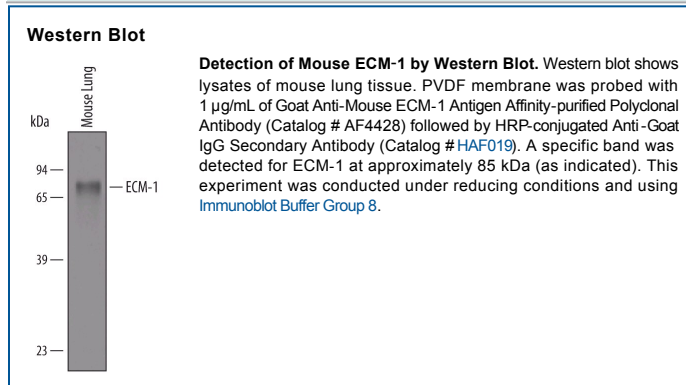 Western Blot
Mouse Lung
kDa
94
65
39
23
ECM-1
Detection of Mouse ECM-1 by Western Blot. Western blot shows
lysates of mouse lung tissue. PVDF membrane was probed with
1 µg/mL of Goat Anti-Mouse ECM-1 Antigen Affinity-purified Polyclonal
Antibody (Catalog # AF4428) followed by HRP-conjugated Anti-Goat
IgG Secondary Antibody (Catalog # HAF019). A specific band was
detected for ECM-1 at approximately 85 kDa (as indicated). This
experiment was conducted under reducing conditions and using
Immunoblot Buffer Group 8.